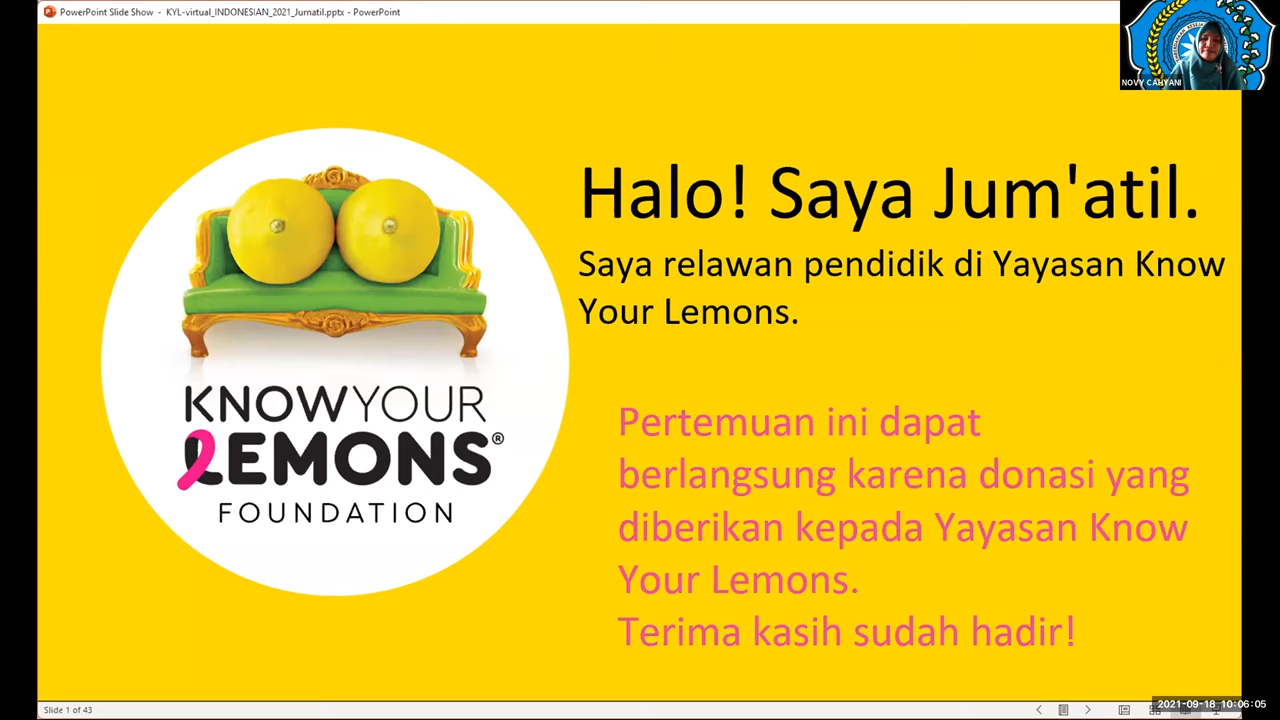 PowerPoint Slide Show - KYL-virtual_INDONESIAN_2021_Jumatil.pptx - PowerPoint
NOVY CAHYANI
Halo! Saya Jum'atil.
Saya relawan pendidik di Yayasan Know
Your Lemons.
KNOWYOUR
LEMONS®
FOUNDATION
Pertemuan ini dapat
berlangsung karena donasi yang
diberikan kepada Yayasan Know
Your Lemons.
Terima kasih sudah hadir!
Slide 1 of 43
2021-09-18 10:06:05